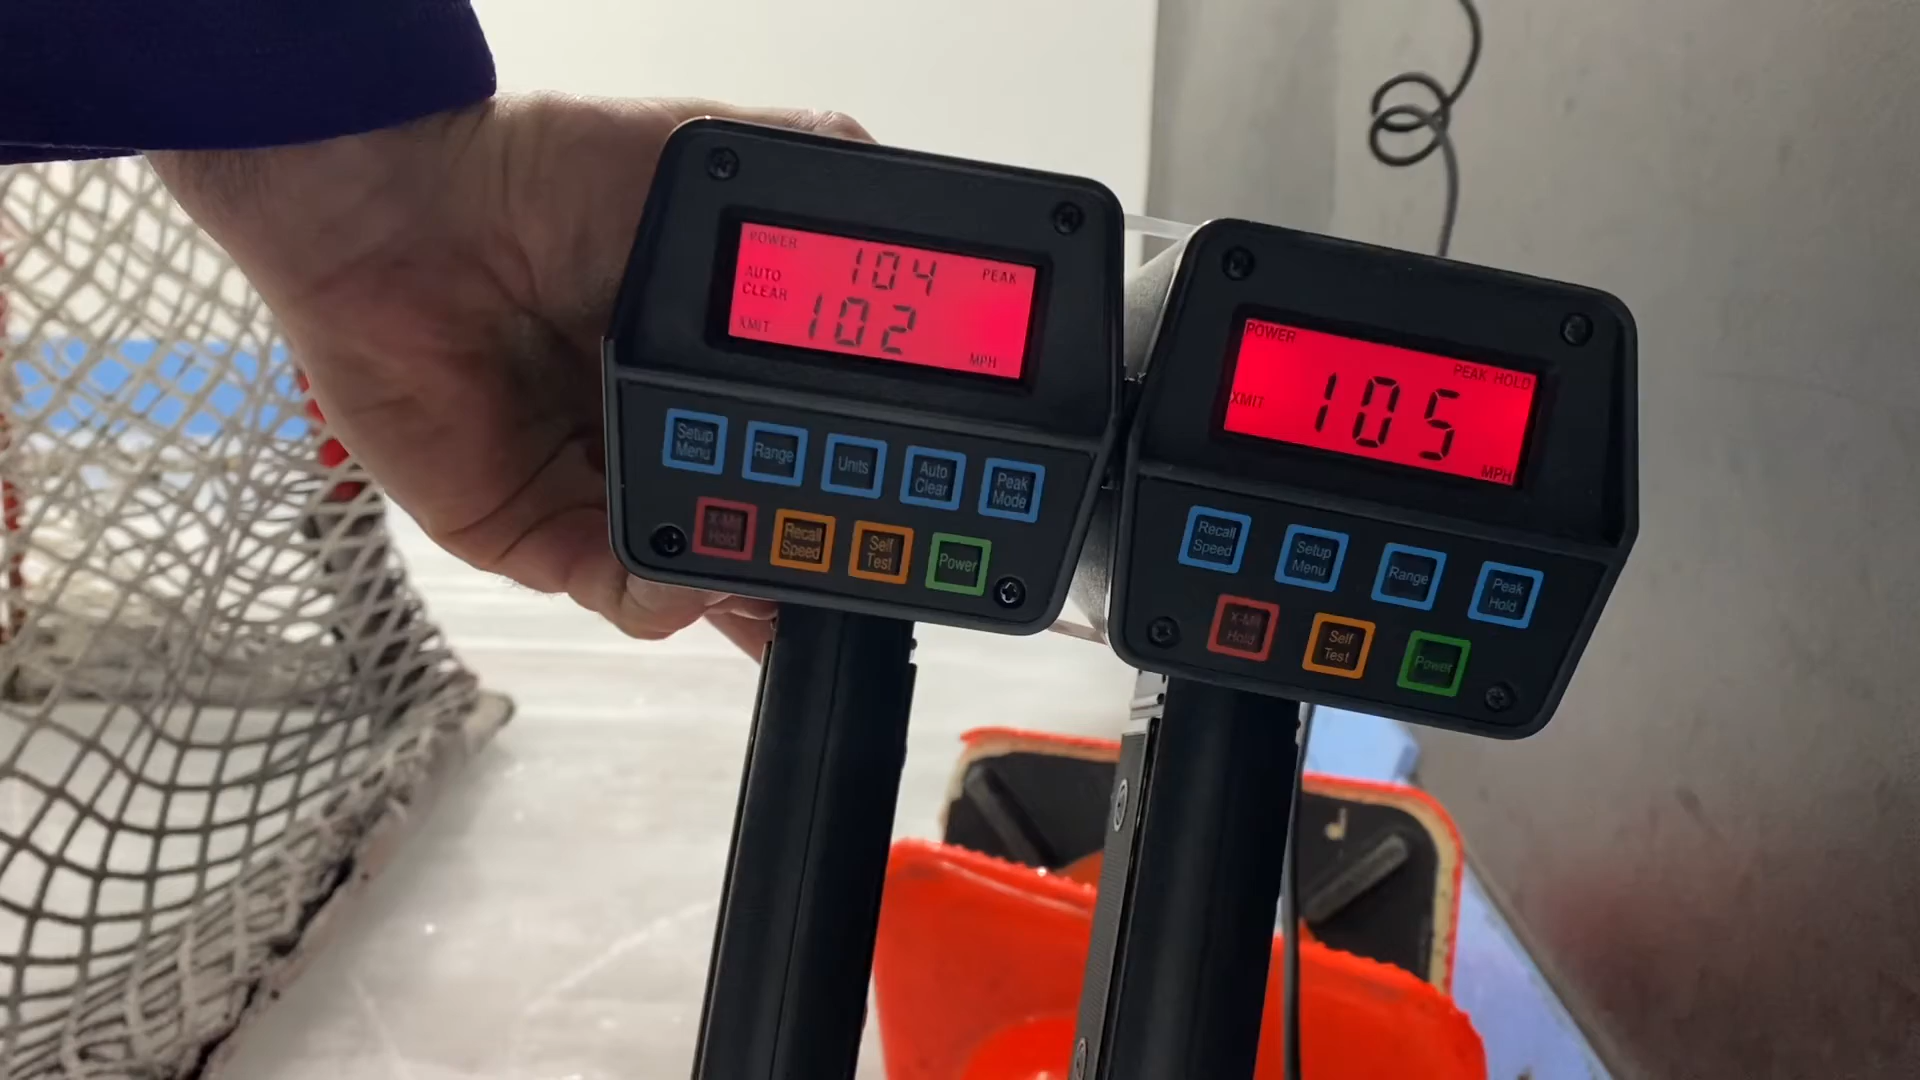 POWER
104
PEAK
AUTO
CLEAR
102
XMIT
MPH
Setup
Menu
Range
Units
Auto
Clear
Peak
Mode
X-Mit
Hold
Recall
Speed
Self
Test
Power
POWER
PEAK HOLD
XMIT
105
MPH
Recall
Speed
Setup
Menu
Range
Peak
Hold
X-Mit
Hold
Self
Test
Power